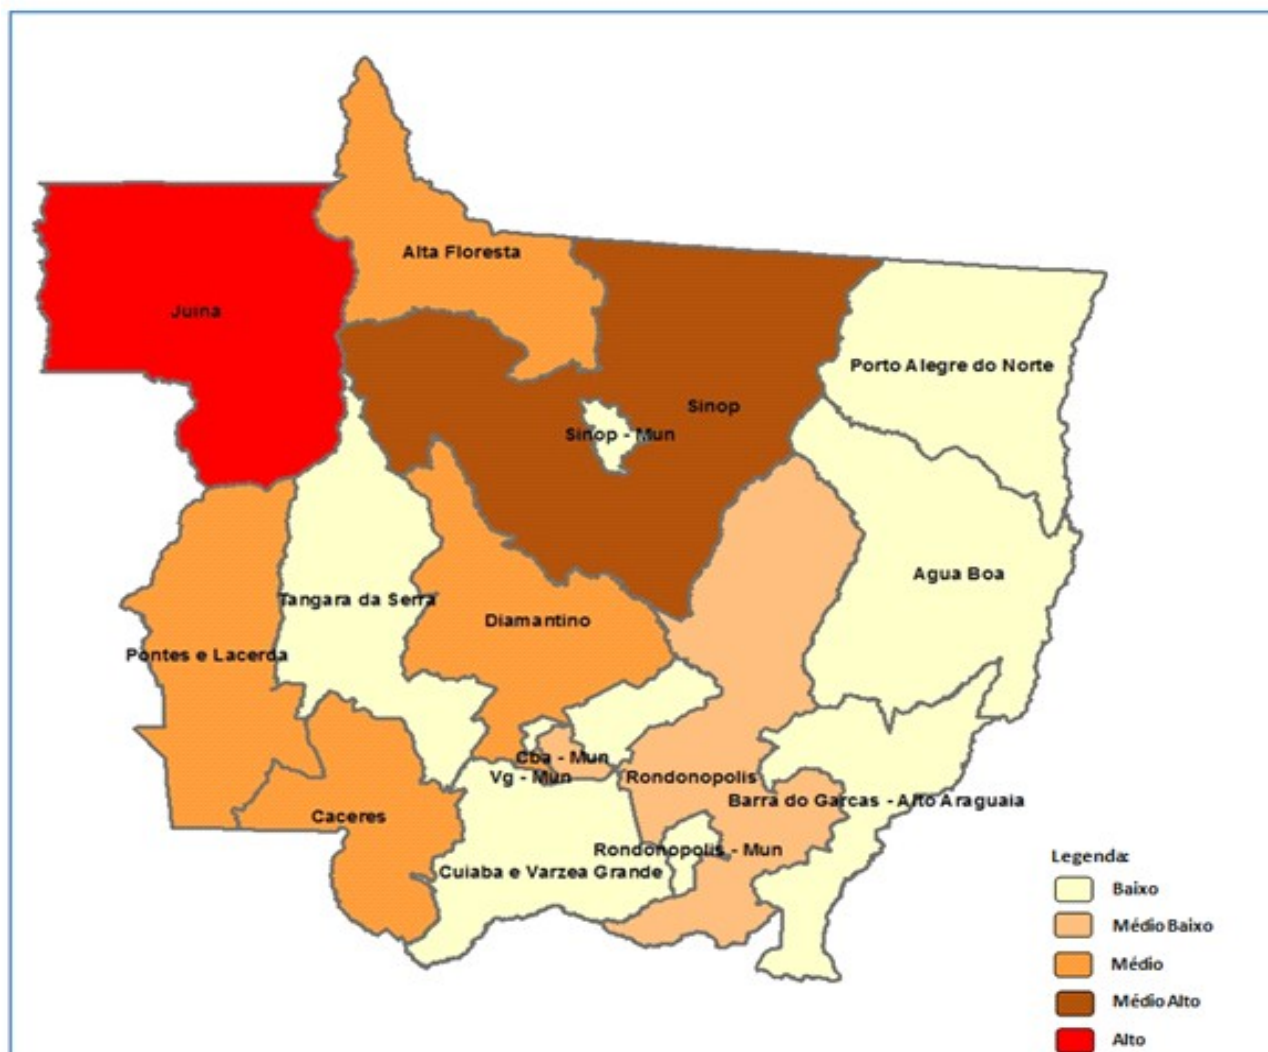 Alta Floresta
Juina
Porto Alegre do Norte
Sinop
Sinop - Mun
Agua Boa
Tangara da Serra
Diamantino
Pontes e Lacerda
Cba - Mun
Vg - Mun
Rondonopolis
Barra do Garcas - Alto Araguaia
Caceres
Rondonopolis - Mun
Cuiaba e Varzea Grande
Legenda:
Baixo
Médio Baixo
Médio
Médio Alto
Alto